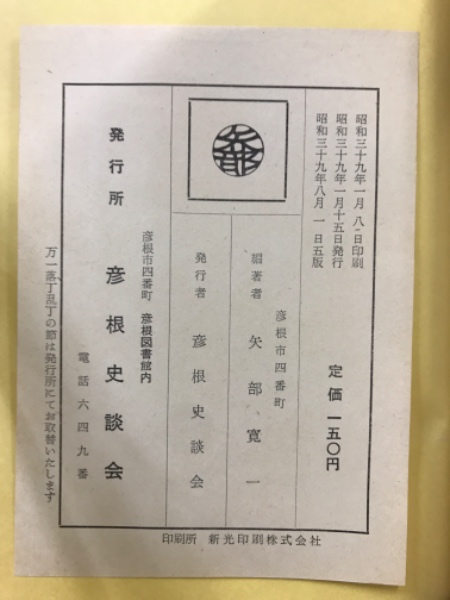 昭和三十九年一月八日印刷
昭和三十九年一月十五日発行
昭和三十九年八月一日五版
定価 一五〇円
矢部
彦根市四番町
編著者 矢部寛一
発行者 彦根史談会
彦根市四番町 彦根図書館内
発行所 彦根史談会
電話六四九番
万一落丁乱丁の節は発行所にてお取替いたします
印刷所 新光印刷株式会社